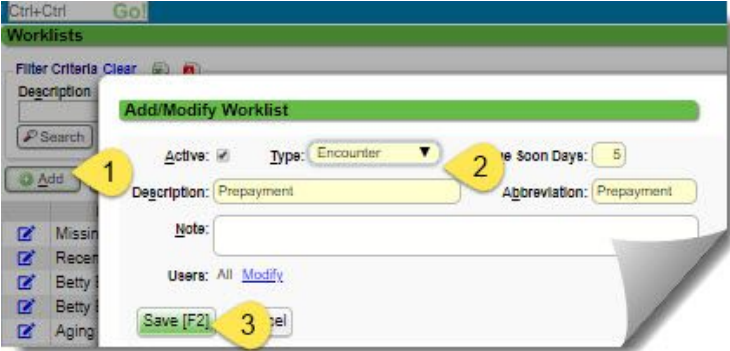 Ctrl+Ctrl Go!
Worklists
Filter Criteria Clear
Description
Search
Add
1
Add/Modify Worklist
Active: Type: Encounter 2 Soon Days: 5
Description: Prepayment Abbreviation: Prepayment
Note:
Users: All Modify
Save [F2] 3
Missin
Recen
Betty
Betty
Aging